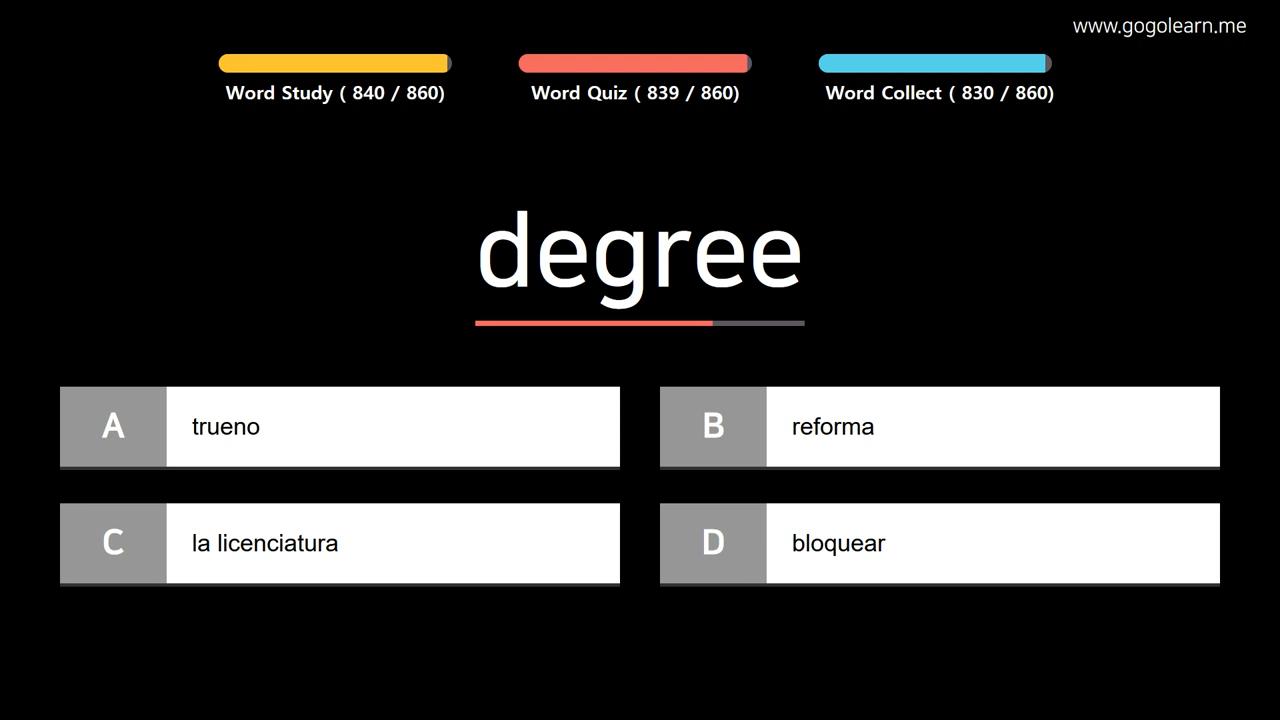 www.gogolearn.me
Word Study ( 840 / 860)
Word Quiz ( 839 / 860)
Word Collect ( 830 / 860)
degree
A
trueno
B
reforma
C
la licenciatura
D
bloquear